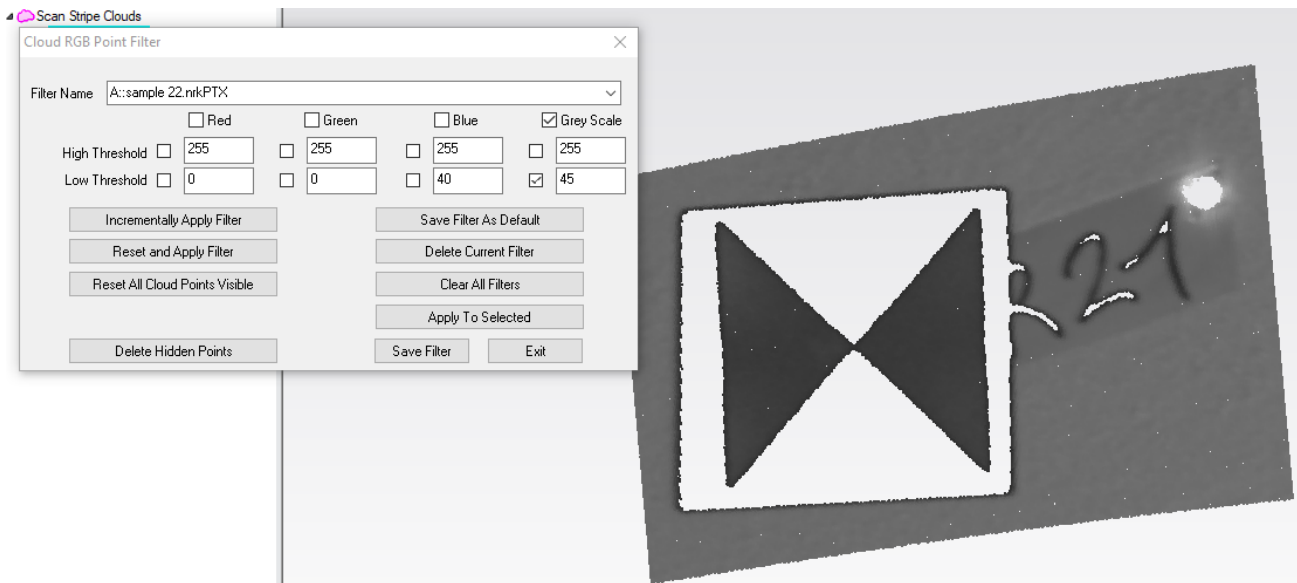 Scan Stripe Clouds
Cloud RGB Point Filter
Filter Name A::sample 22.nrkPTX
Red Green Blue Grey Scale
High Threshold 255 255 255 255
Low Threshold 0 0 40 45
Incrementally Apply Filter Save Filter As Default
Reset and Apply Filter Delete Current Filter
Reset All Cloud Points Visible Clear All Filters
Apply To Selected
Delete Hidden Points Save Filter Exit
R21